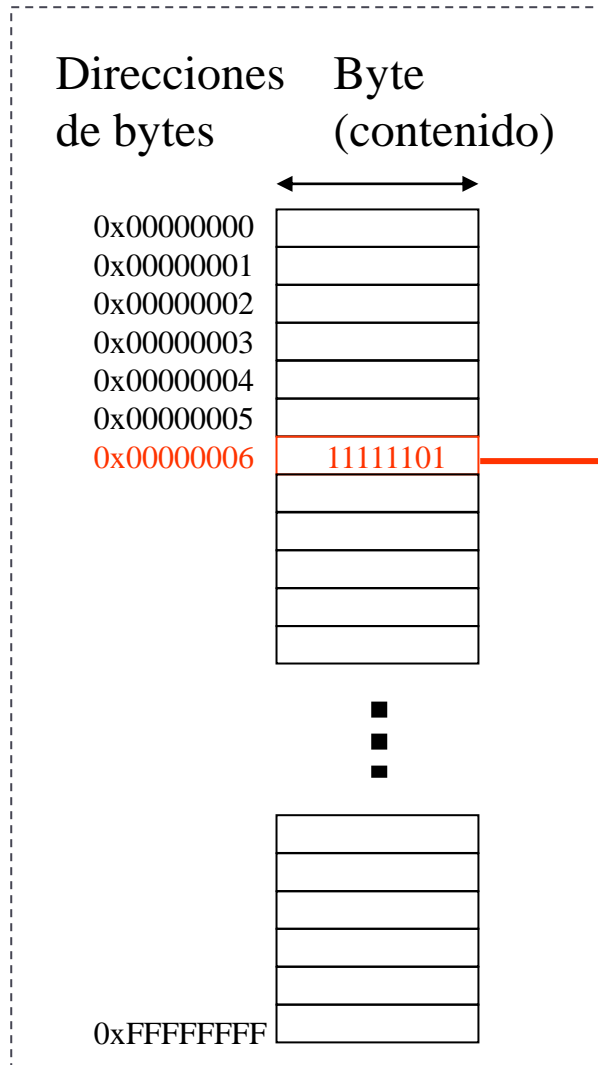 Direcciones
de bytes
Byte
(contenido)
0x00000000
0x00000001
0x00000002
0x00000003
0x00000004
0x00000005
0x00000006 11111101
0xFFFFFFFF